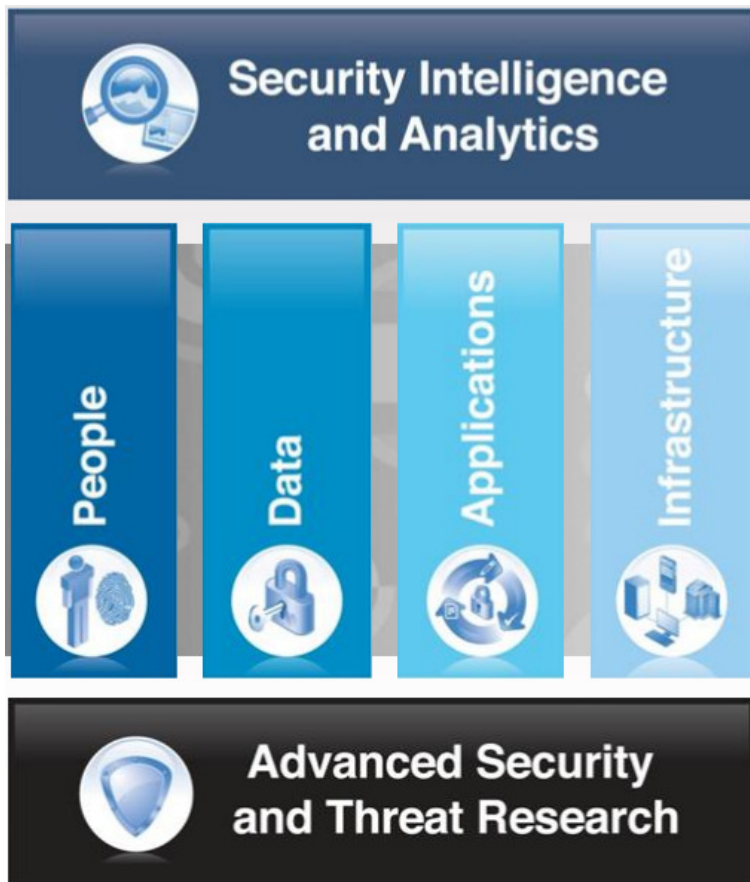 Security Intelligence
and Analytics
People
Data
Applications
Infrastructure
Advanced Security
and Threat Research